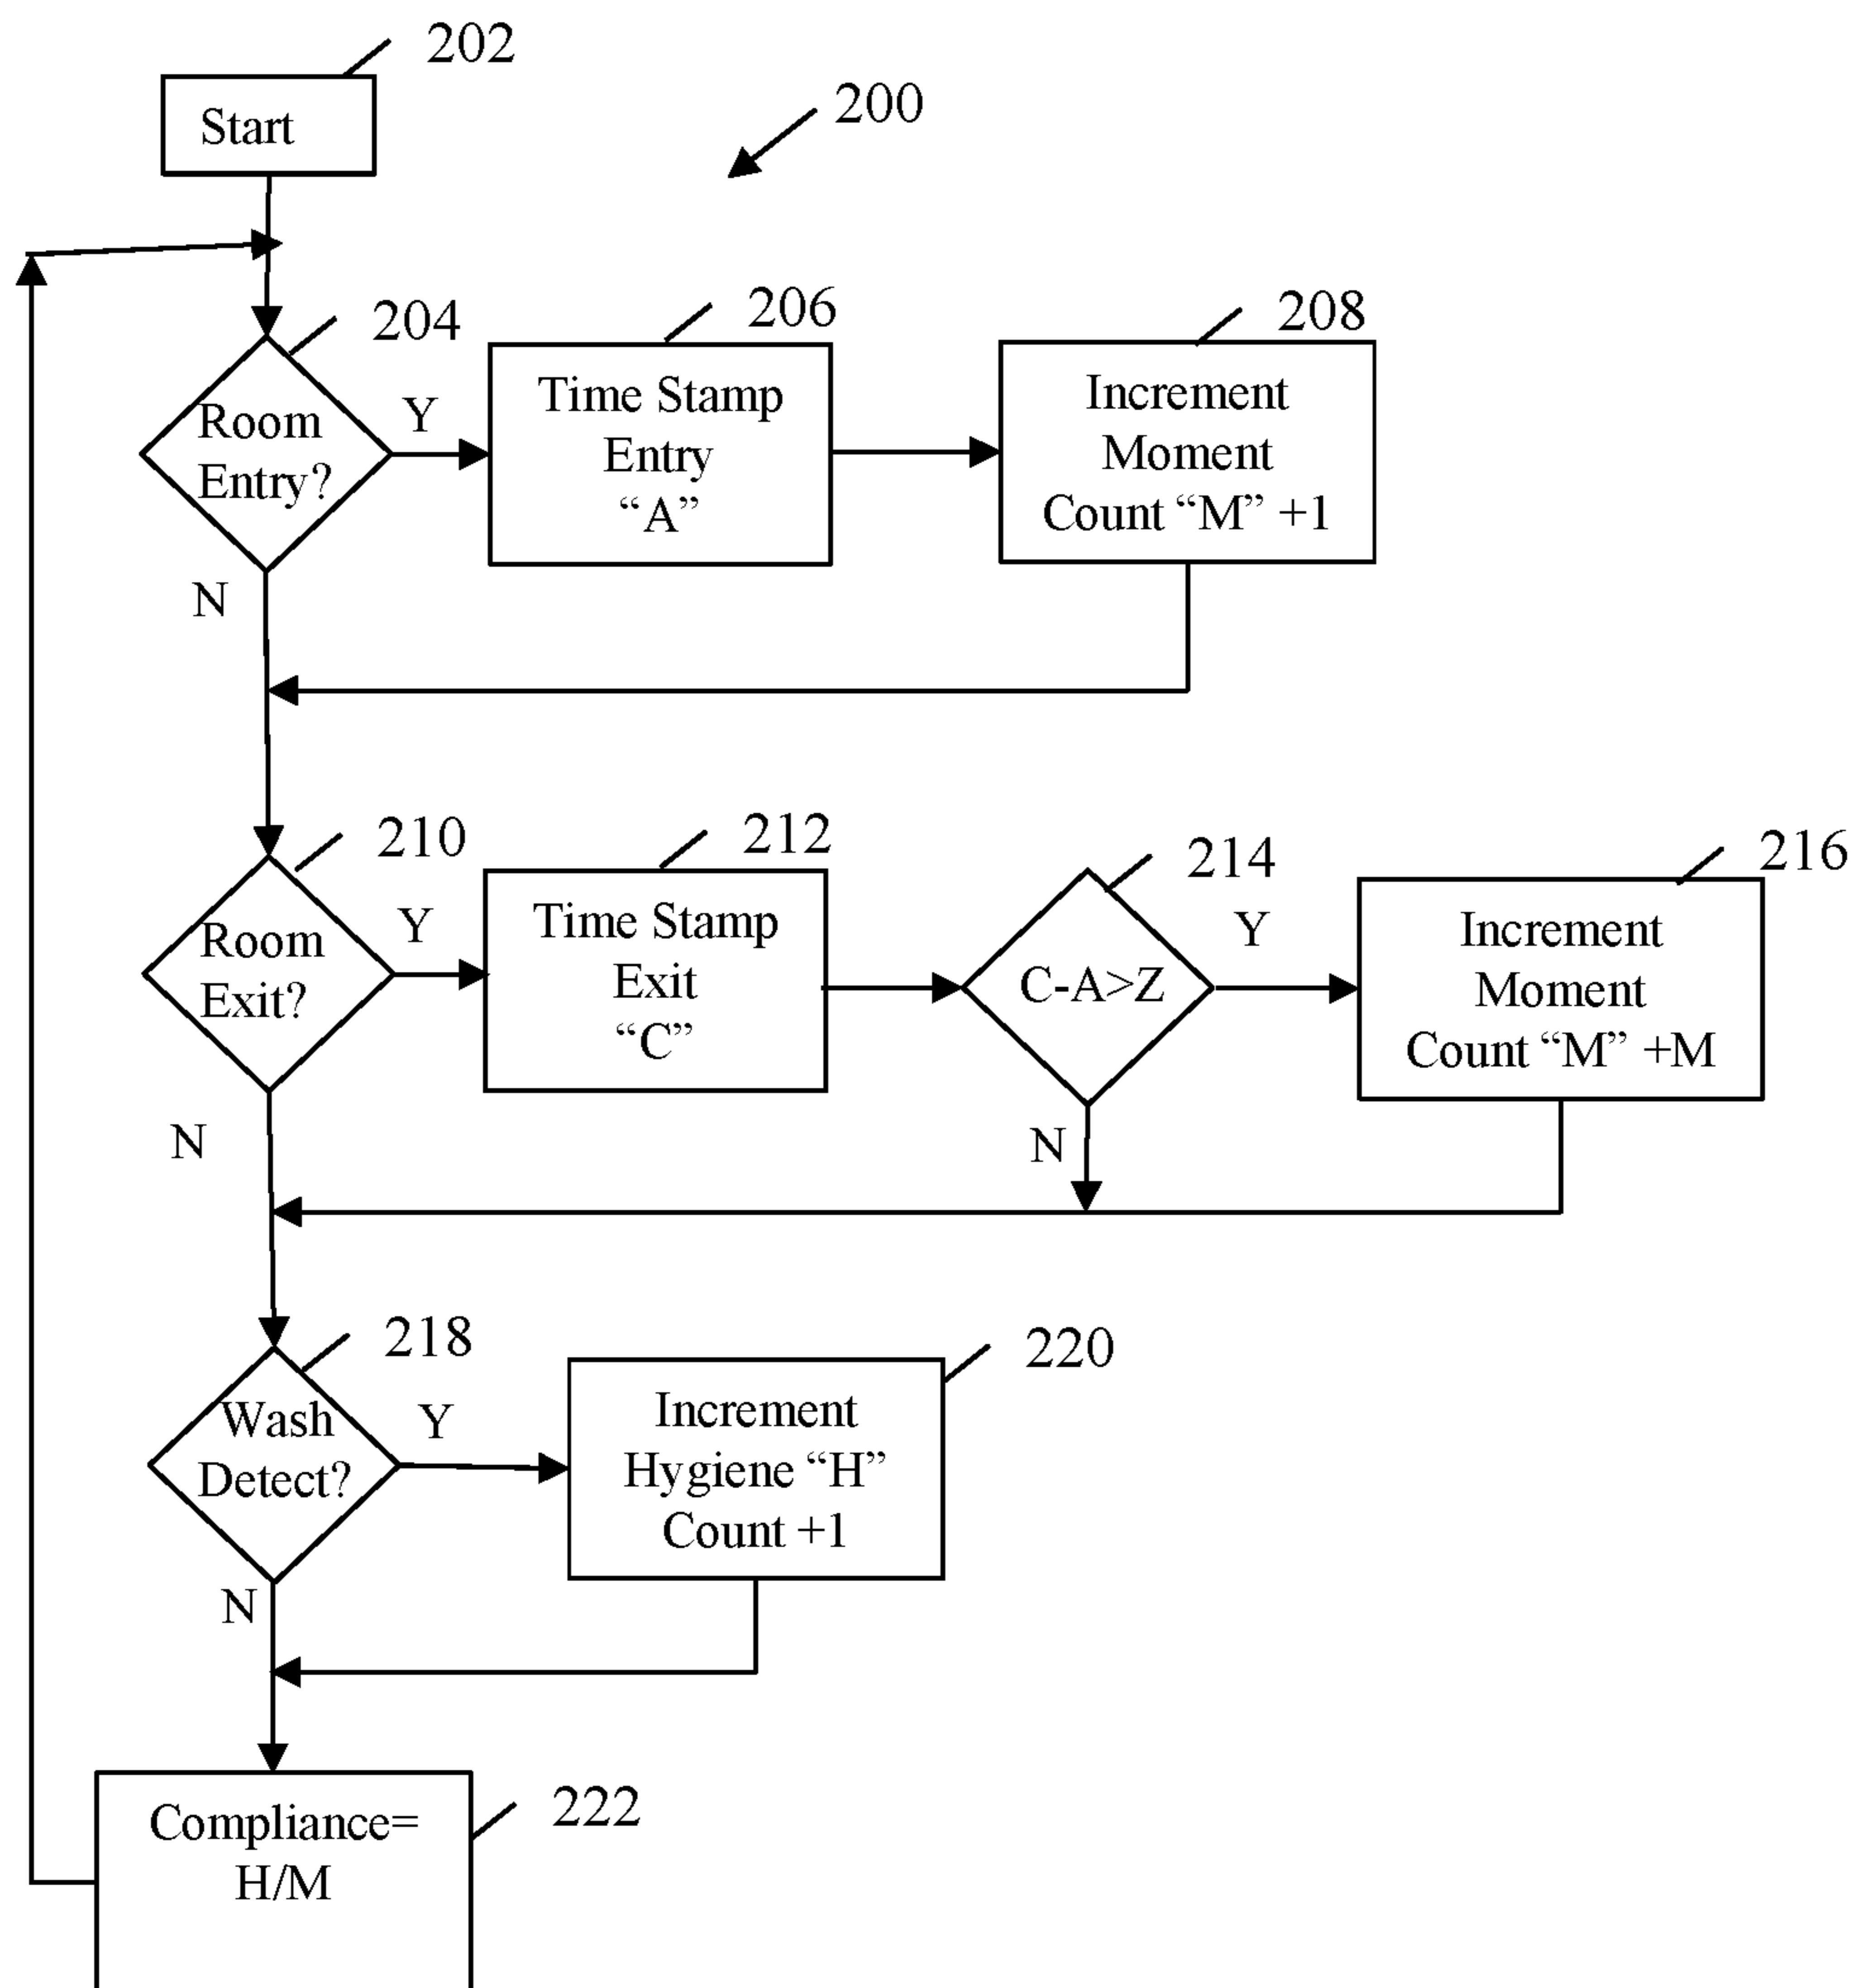 202
Start
200
204
Room
Entry?
Y
N
206
Time Stamp
Entry
“A”
208
Increment
Moment
Count “M” +1
210
Room
Exit?
Y
N
212
Time Stamp
Exit
“C”
214
C-A>Z
Y
N
216
Increment
Moment
Count “M” +M
218
Wash
Detect?
Y
N
220
Increment
Hygiene “H”
Count +1
222
Compliance=
H/M